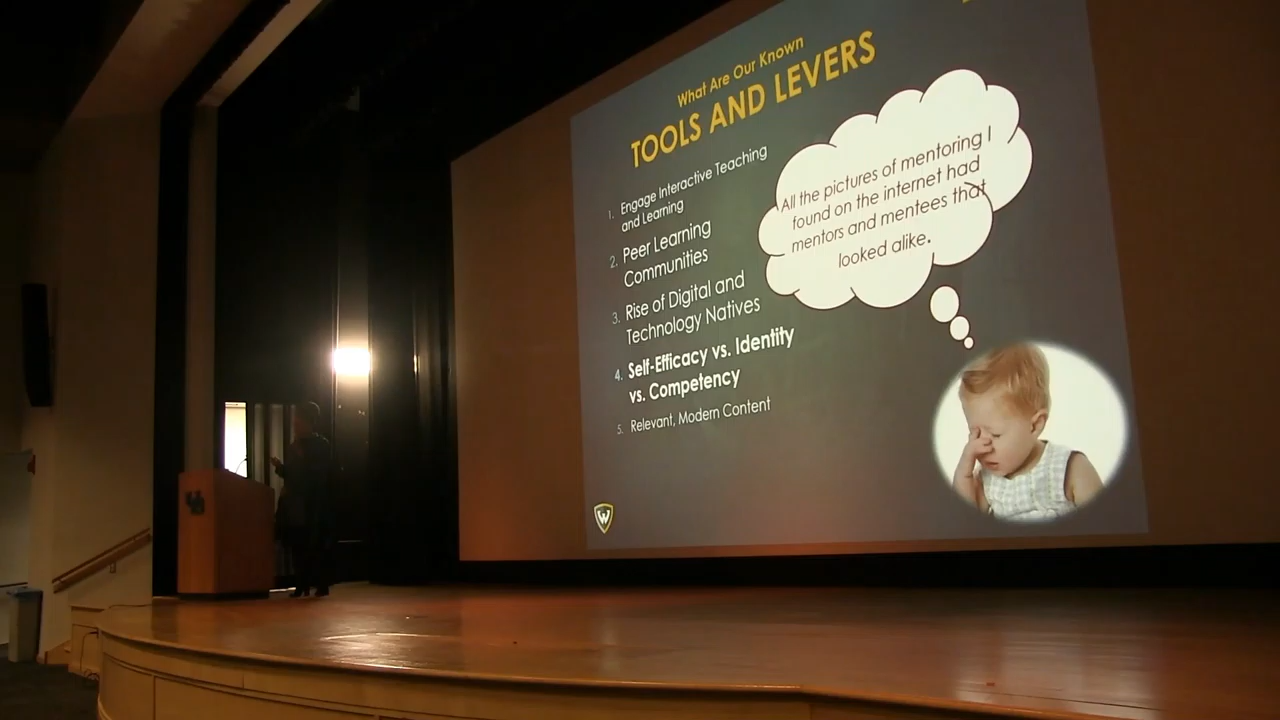 What Are Our Known
TOOLS AND LEVERS
1. Engage Interactive Teaching
and Learning
2. Peer Learning
Communities
3. Rise of Digital and
Technology Natives
4. Self-Efficacy vs. Identity
vs. Competency
5. Relevant, Modern Content
All the pictures of mentoring I
found on the internet had
mentors and mentees that
looked alike.
W